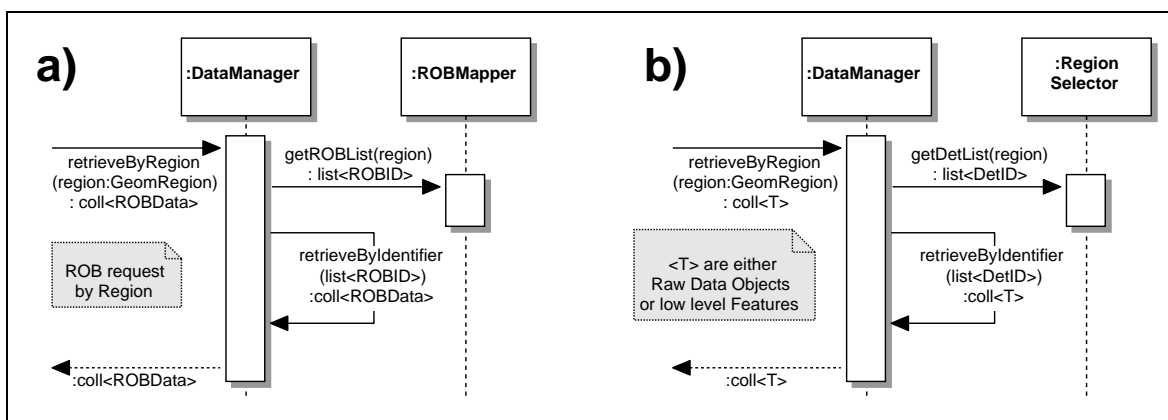 a)
:DataManager
:ROBMapper
retrieveByRegion
(region:GeomRegion)
: coll<ROBData>
getROBList(region)
: list<ROBID>
ROB request
by Region
retrieveByIdentifier
(list<ROBID>)
:coll<ROBData>
:coll<ROBData>
b)
:DataManager
:Region
Selector
retrieveByRegion
(region:GeomRegion)
: coll<T>
getDetList(region)
: list<DetID>
<T> are either
Raw Data Objects
or low level Features
retrieveByIdentifier
(list<DetID>)
:coll<T>
:coll<T>